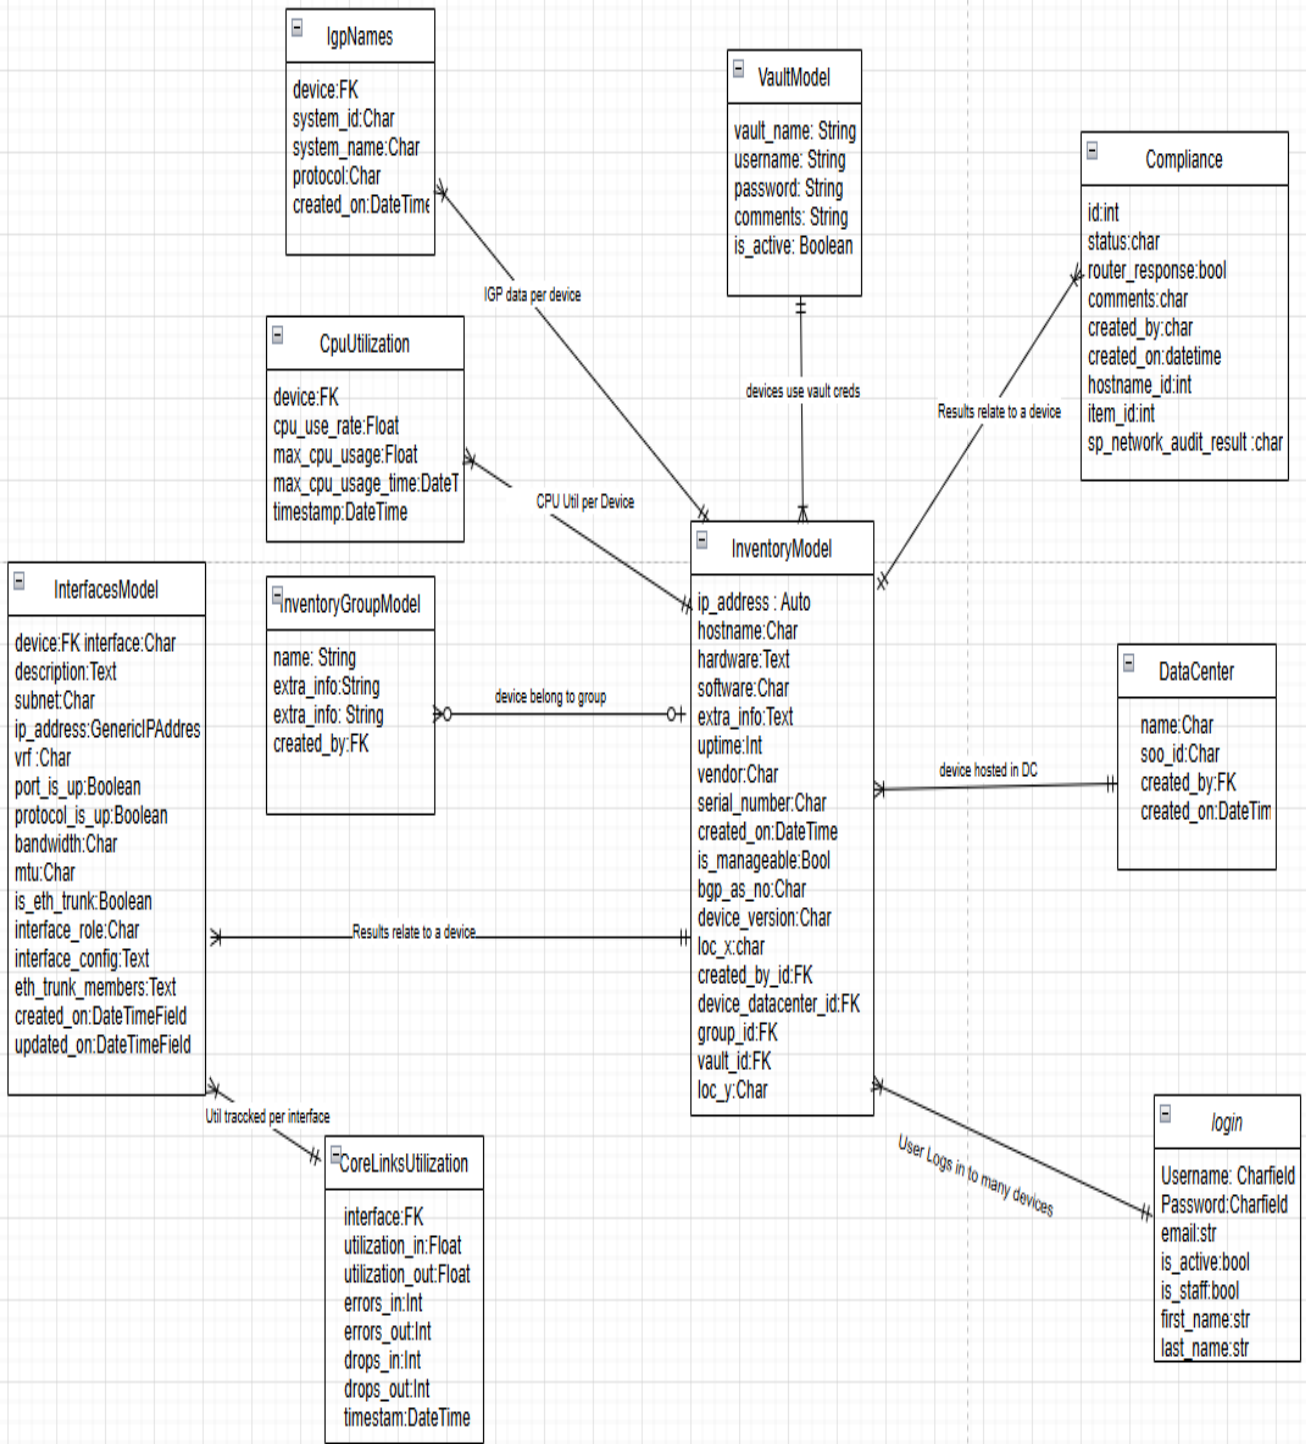 IgpNames
device:FK
system_id:Char
system_name:Char
protocol:Char
created_on:DateTime
VaultModel
vault_name: String
username: String
password: String
comments: String
is_active: Boolean
Compliance
id:int
status:char
router_response:bool
comments:char
created_by:char
created_on:datetime
hostname_id:int
item_id:int
sp_network_audit_result :char
IGP data per device
devices use vault creds
Results relate to a device
CpuUtilization
device:FK
cpu_use_rate:Float
max_cpu_usage:Float
max_cpu_usage_time:DateT
timestamp:DateTime
CPU Util per Device
InterfacesModel
device:FK interface:Char
description:Text
subnet:Char
ip_address:GenericIPAddres
vrf :Char
port_is_up:Boolean
protocol_is_up:Boolean
bandwidth:Char
mtu:Char
is_eth_trunk:Boolean
interface_role:Char
interface_config:Text
eth_trunk_members:Text
created_on:DateTimeField
updated_on:DateTimeField
InventoryGroupModel
name: String
extra_info:String
extra_info: String
created_by:FK
device belong to group
InventoryModel
ip_address : Auto
hostname:Char
hardware:Text
software:Char
extra_info:Text
uptime:Int
vendor:Char
serial_number:Char
created_on:DateTime
is_manageable:Bool
bgp_as_no:Char
device_version:Char
loc_x:char
created_by_id:FK
device_datacenter_id:FK
group_id:FK
vault_id:FK
loc_y:Char
DataCenter
name:Char
soo_id:Char
created_by:FK
created_on:DateTim
device hosted in DC
Results relate to a device
Util traccked per interface
CoreLinksUtilization
interface:FK
utilization_in:Float
utilization_out:Float
errors_in:Int
errors_out:Int
drops_in:Int
drops_out:Int
timestam:DateTime
User Logs in to many devices
login
Username: Charfield
Password:Charfield
email:str
is_active:bool
is_staff:bool
first_name:str
last_name:str